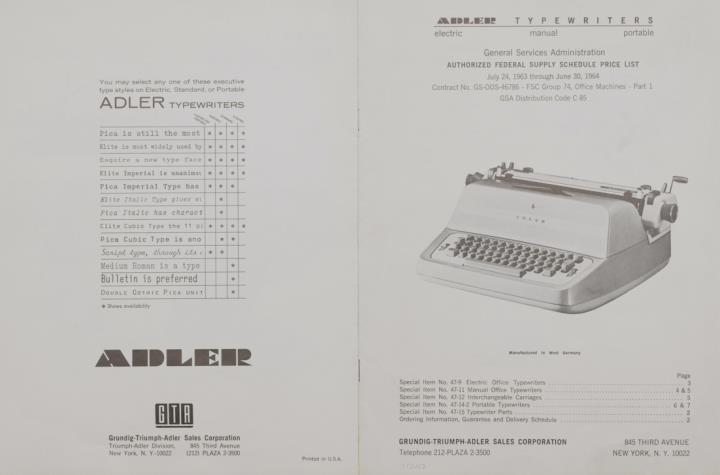 You may select any one of these executive
type styles on Electric, Standard, or Portable
ADLER TYPEWRITERS
Pica is still the most
Elite is most widely used by
Esquire a new type face
Elite Imperial is unanimou
Pica Imperial Type has
Elite Italic Type gives
Pica Italic has charact
Elite Cubic Type the 11 pi
Pica Cubic Type is ano
Script type, through its
Medium Roman is a type
Bulletin is preferred
DOUBLE GOTHIC PICA UNIT
Shows availability
ADLER
GTA
Grundig-Triumph-Adler Sales Corporation
Triumph-Adler Division, 845 Third Avenue
New York, N. Y.-10022 (212) PLAZA 2-3500
Printed in U.S.A.
ADLER TYPEWRITERS
electric manual portable
General Services Administration
AUTHORIZED FEDERAL SUPPLY SCHEDULE PRICE LIST
July 24, 1963 through June 30, 1964
Contract No. GS-OOS-46786 - FSC Group 74, Office Machines - Part 1
GSA Distribution Code C-85
ADLER
Manufactured in West Germany
Page
Special Item No. 47-9 Electric Office Typewriters 3
Special Item No. 47-11 Manual Office Typewriters 4 & 5
Special Item No. 47-12 Interchangeable Carriages 5
Special Item No. 47-14-2 Portable Typewriters 6 & 7
Special Item No. 47-15 Typewriter Parts 2
Ordering Information, Guarantee and Delivery Schedule 2
GRUNDIG-TRIUMPH-ADLER SALES CORPORATION 845 THIRD AVENUE
Telephone 212-PLAZA 2-3500 NEW YORK, N. Y. 10022